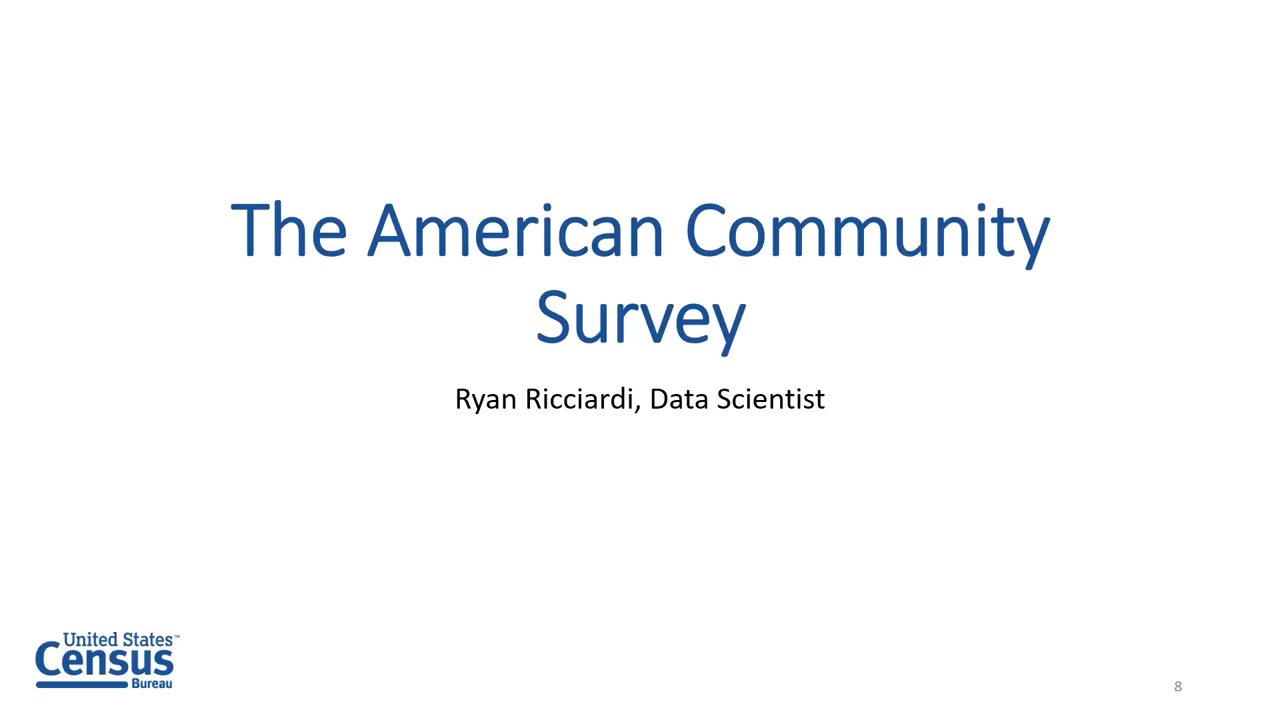 The American Community
Survey
Ryan Ricciardi, Data Scientist
United States™
Census
Bureau
8